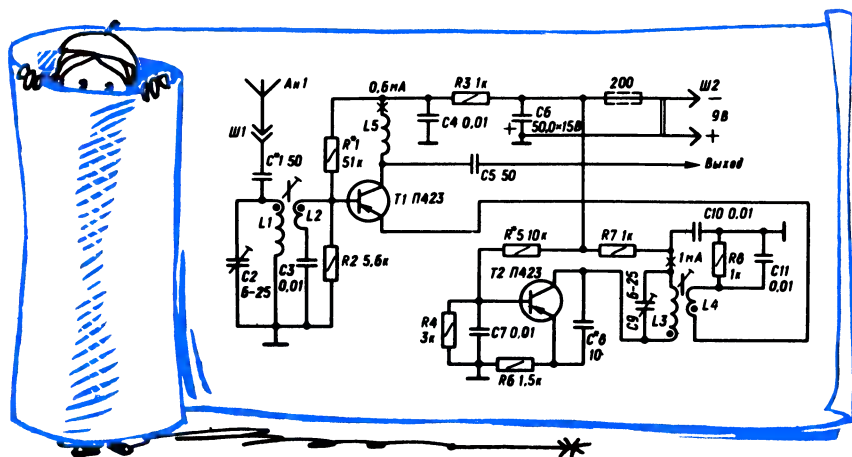 Ан1
0,6мА
R3 1к
200
Ш2
−
9В
+
Ш1
C4 0,01
C6
50,0×15В
+
C*1 50
R*1
51к
C5 50
Выход
T1 П423
L5
L1
L2
C2
6-25
C3
0,01
R2 5,6к
R*5 10к
R7 1к
C10 0,01
1мА
R8
1к
C11
0,01
T2 П423
R4
3к
C7 0,01
C*8
10
C9 6-25
L3
L4
R6 1,5к